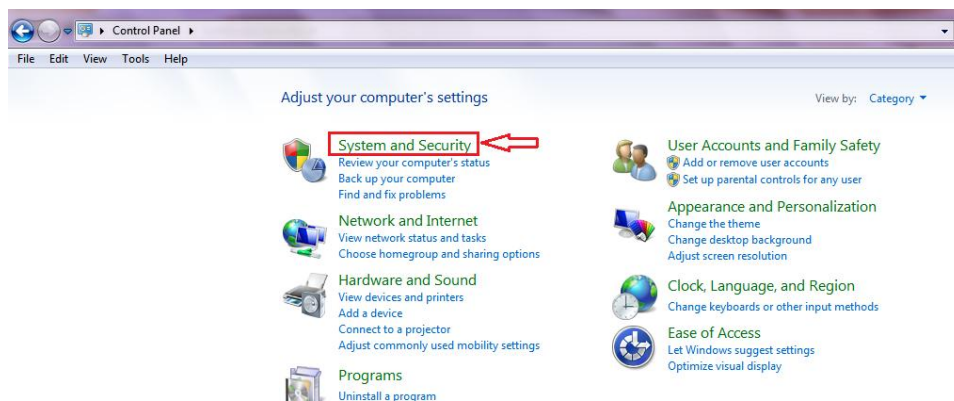 Control Panel
File Edit View Tools Help
Adjust your computer's settings
View by: Category
System and Security
Review your computer's status
Back up your computer
Find and fix problems
Network and Internet
View network status and tasks
Choose homegroup and sharing options
Hardware and Sound
View devices and printers
Add a device
Connect to a projector
Adjust commonly used mobility settings
Programs
Uninstall a program
User Accounts and Family Safety
Add or remove user accounts
Set up parental controls for any user
Appearance and Personalization
Change the theme
Change desktop background
Adjust screen resolution
Clock, Language, and Region
Change keyboards or other input methods
Ease of Access
Let Windows suggest settings
Optimize visual display